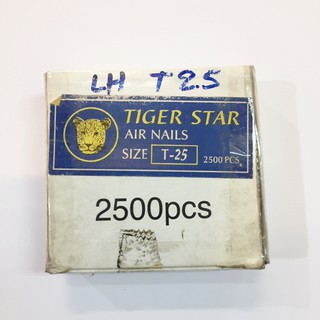 LH T25
TIGER STAR
AIR NAILS
SIZE T-25 2500 PCS
2500pcs